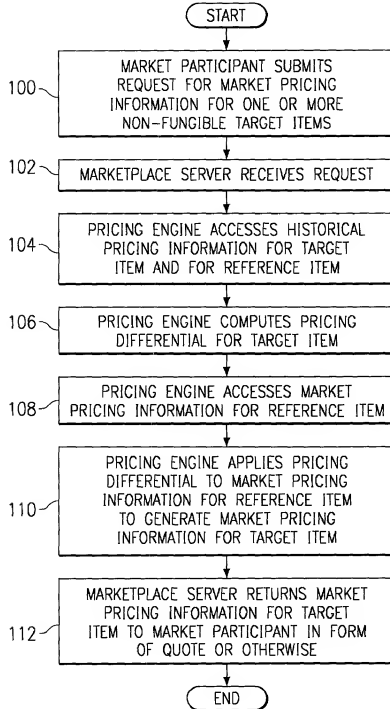 START
100
MARKET PARTICIPANT SUBMITS
REQUEST FOR MARKET PRICING
INFORMATION FOR ONE OR MORE
NON-FUNGIBLE TARGET ITEMS
102
MARKETPLACE SERVER RECEIVES REQUEST
104
PRICING ENGINE ACCESSES HISTORICAL
PRICING INFORMATION FOR TARGET
ITEM AND FOR REFERENCE ITEM
106
PRICING ENGINE COMPUTES PRICING
DIFFERENTIAL FOR TARGET ITEM
108
PRICING ENGINE ACCESSES MARKET
PRICING INFORMATION FOR REFERENCE ITEM
110
PRICING ENGINE APPLIES PRICING
DIFFERENTIAL TO MARKET PRICING
INFORMATION FOR REFERENCE ITEM
TO GENERATE MARKET PRICING
INFORMATION FOR TARGET ITEM
112
MARKETPLACE SERVER RETURNS MARKET
PRICING INFORMATION FOR TARGET
ITEM TO MARKET PARTICIPANT IN FORM
OF QUOTE OR OTHERWISE
END